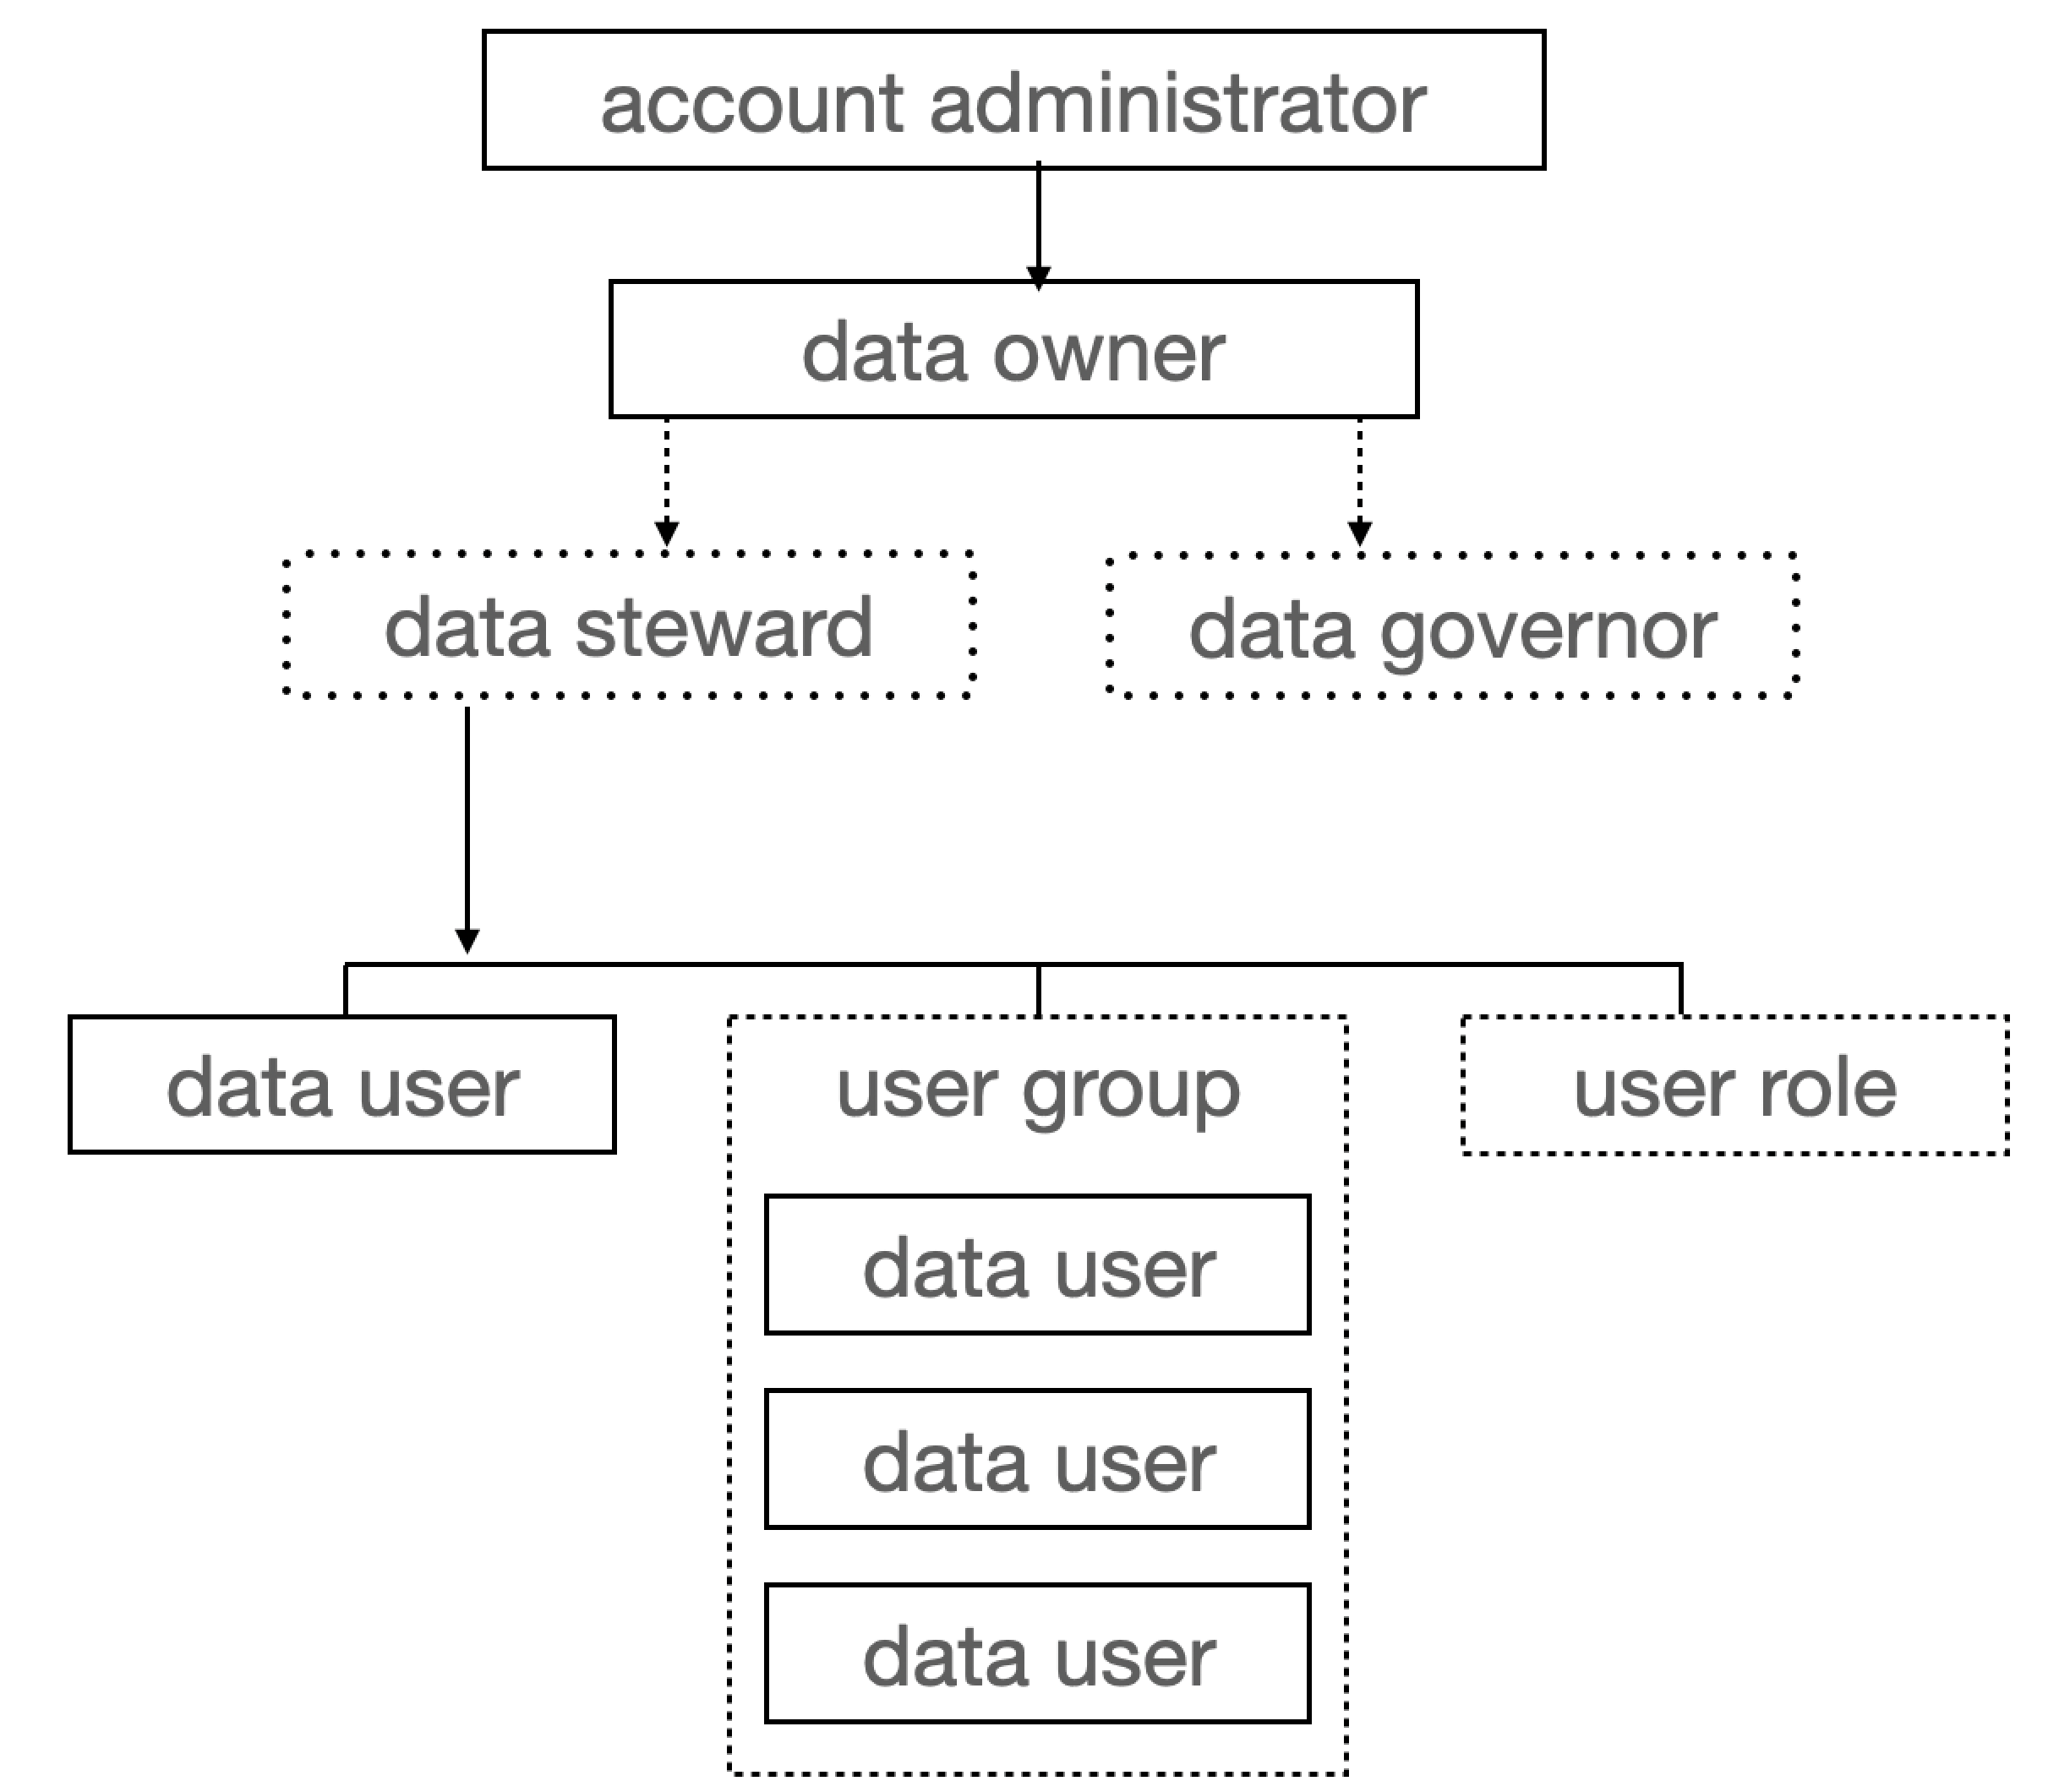 account administrator
data owner
data steward
data governor
data user
user group
user role
data user
data user
data user